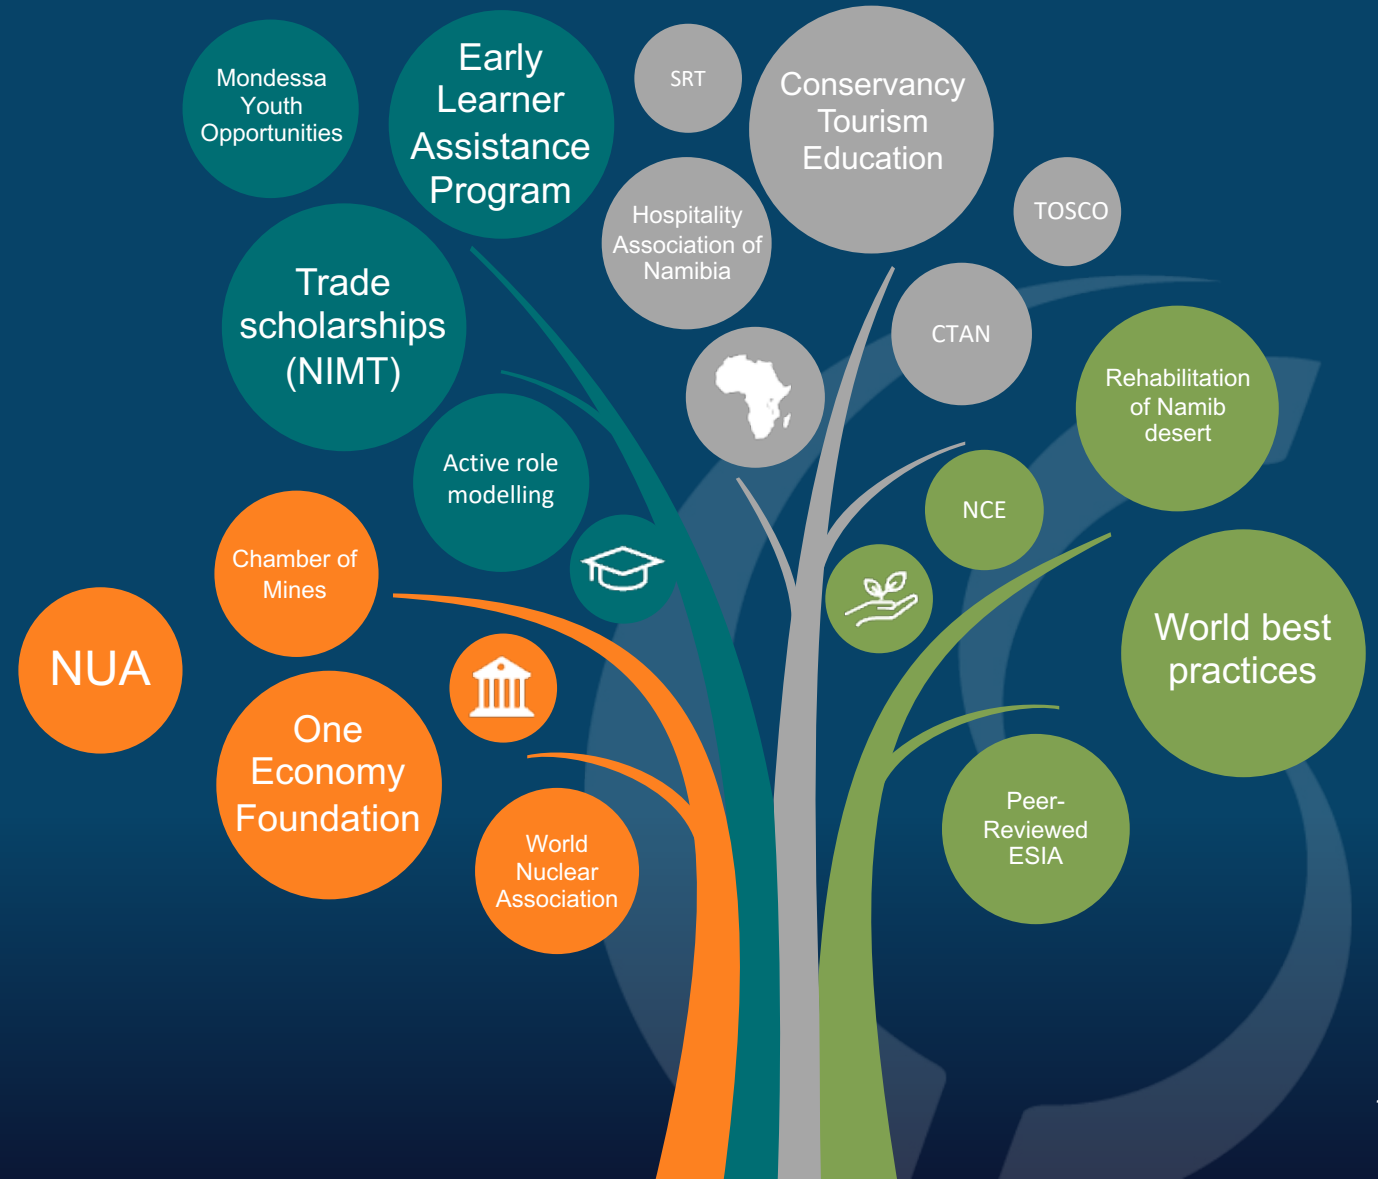 Mondessa
Youth
Opportunities
Early
Learner
Assistance
Program
SRT
Conservancy
Tourism
Education
Hospitality
Association of
Namibia
TOSCO
Trade
scholarships
(NIMT)
CTAN
Rehabilitation
of Namib
desert
Active role
modelling
NCE
Chamber of
Mines
NUA
World best
practices
One
Economy
Foundation
World
Nuclear
Association
Peer-
Reviewed
ESIA